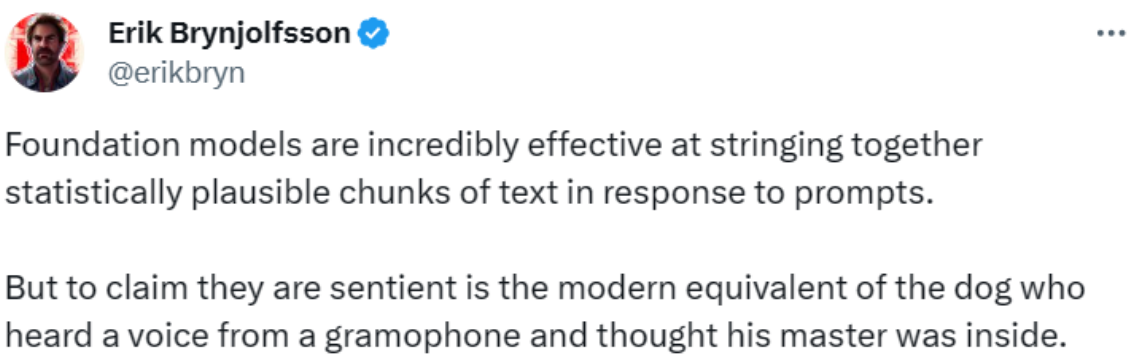 Erik Brynjolfsson
@erikbryn
Foundation models are incredibly effective at stringing together
statistically plausible chunks of text in response to prompts.
But to claim they are sentient is the modern equivalent of the dog who
heard a voice from a gramophone and thought his master was inside.